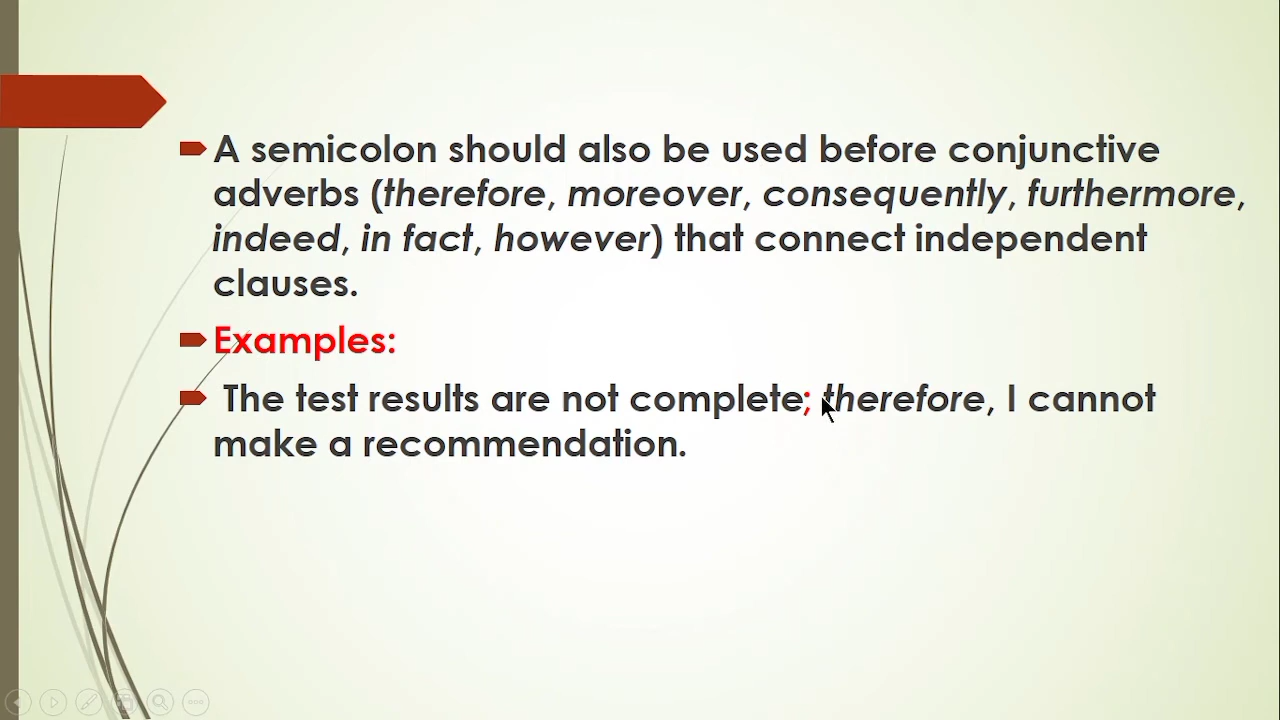 A semicolon should also be used before conjunctive
adverbs (therefore, moreover, consequently, furthermore,
indeed, in fact, however) that connect independent
clauses.
Examples:
The test results are not complete; therefore, I cannot
make a recommendation.